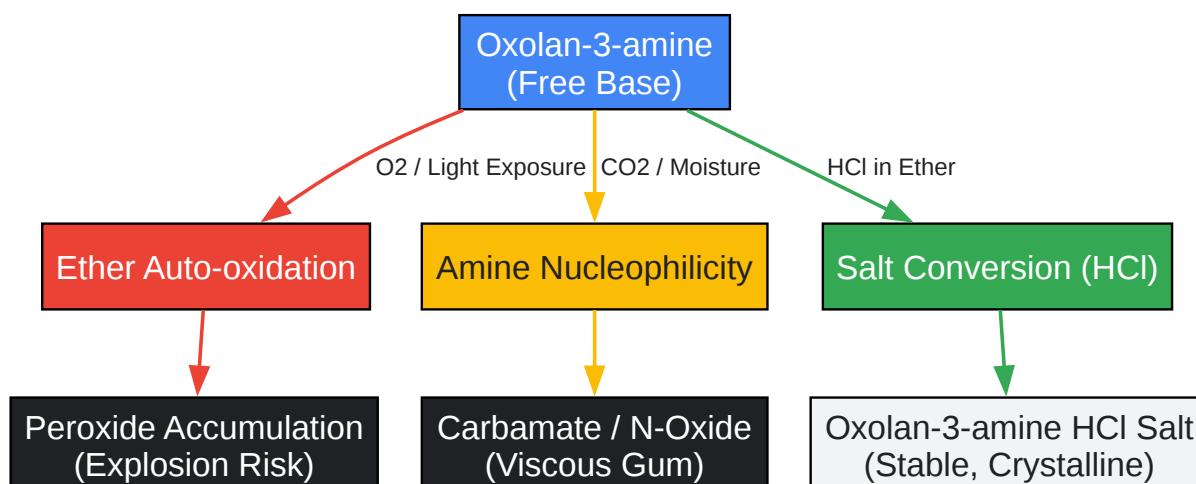 Oxolan-3-amine
(Free Base)
O2 / Light Exposure
CO2 / Moisture
HCl in Ether
Ether Auto-oxidation
Amine Nucleophilicity
Salt Conversion (HCl)
Peroxide Accumulation
(Explosion Risk)
Carbamate / N-Oxide
(Viscous Gum)
Oxolan-3-amine HCl Salt
(Stable, Crystalline)